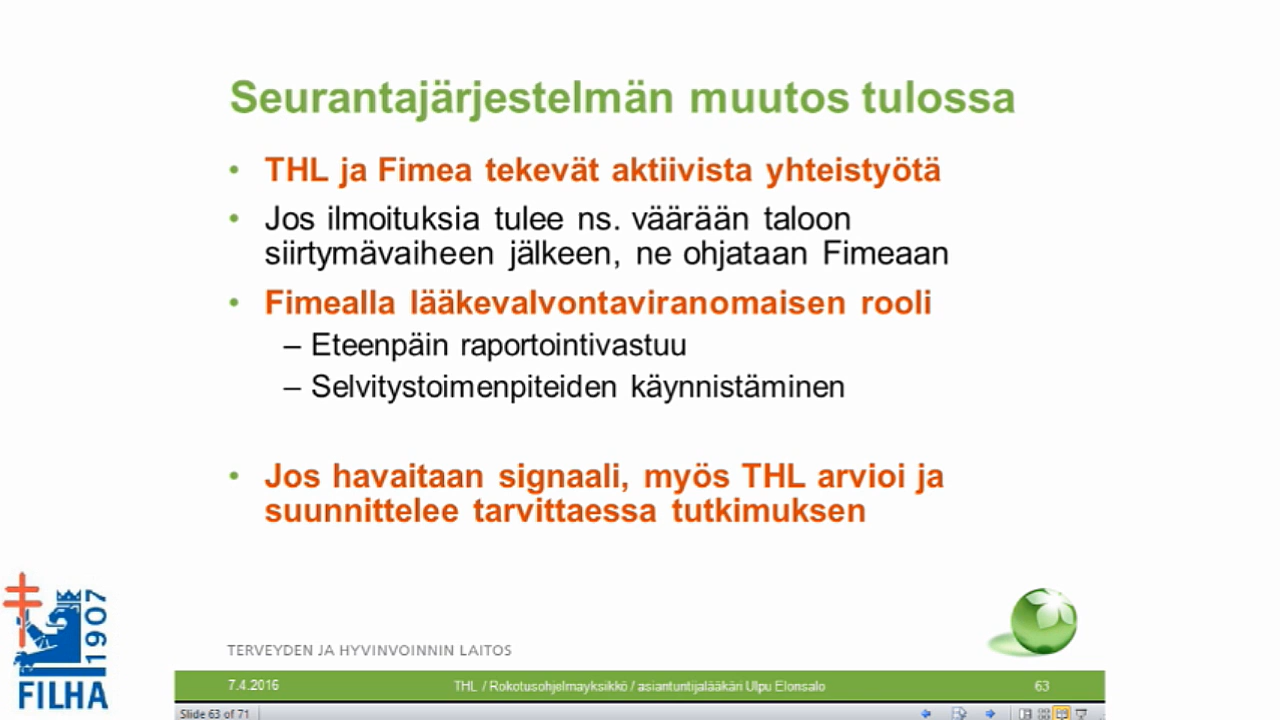 Seurantajärjestelmän muutos tulossa
• THL ja Fimea tekevät aktiivista yhteistyötä
• Jos ilmoituksia tulee ns. väärään taloon
siirtymävaiheen jälkeen, ne ohjataan Fimeaan
• Fimealla lääkevalvontaviranomaisen rooli
– Eteenpäin raportointivastuu
– Selvitystoimenpiteiden käynnistäminen
• Jos havaitaan signaali, myös THL arvioi ja
suunnittelee tarvittaessa tutkimuksen
1907
FILHA
TERVEYDEN JA HYVINVOINNIN LAITOS
7.4.2016
THL / Rokotusohjelmayksikkö / asiantuntijalääkäri Ulpu Elonsalo
63
Slide 63 of 71